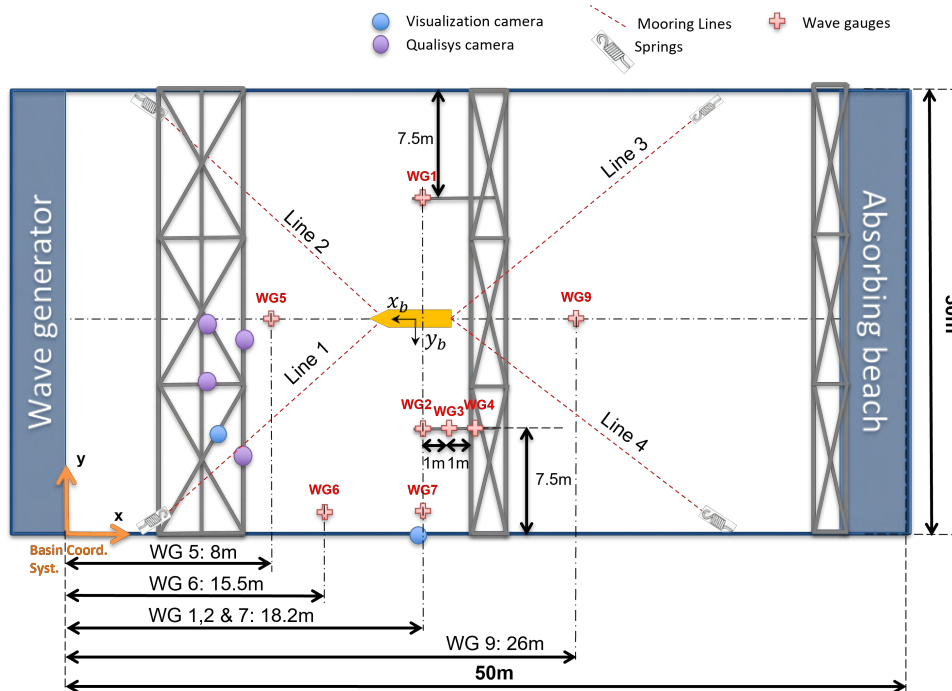 Visualization camera
Qualisys camera
Mooring Lines
Springs
Wave gauges
7.5m
WG1
Line 3
Line 2
Wave generator
Absorbing beach
WG5
x_b
y_b
WG9
Line 1
WG2
WG3
WG4
Line 4
1m
1m
7.5m
y
WG6
WG7
x
Basin Coord.
Syst.
WG 5: 8m
WG 6: 15.5m
WG 1,2 & 7: 18.2m
WG 9: 26m
50m